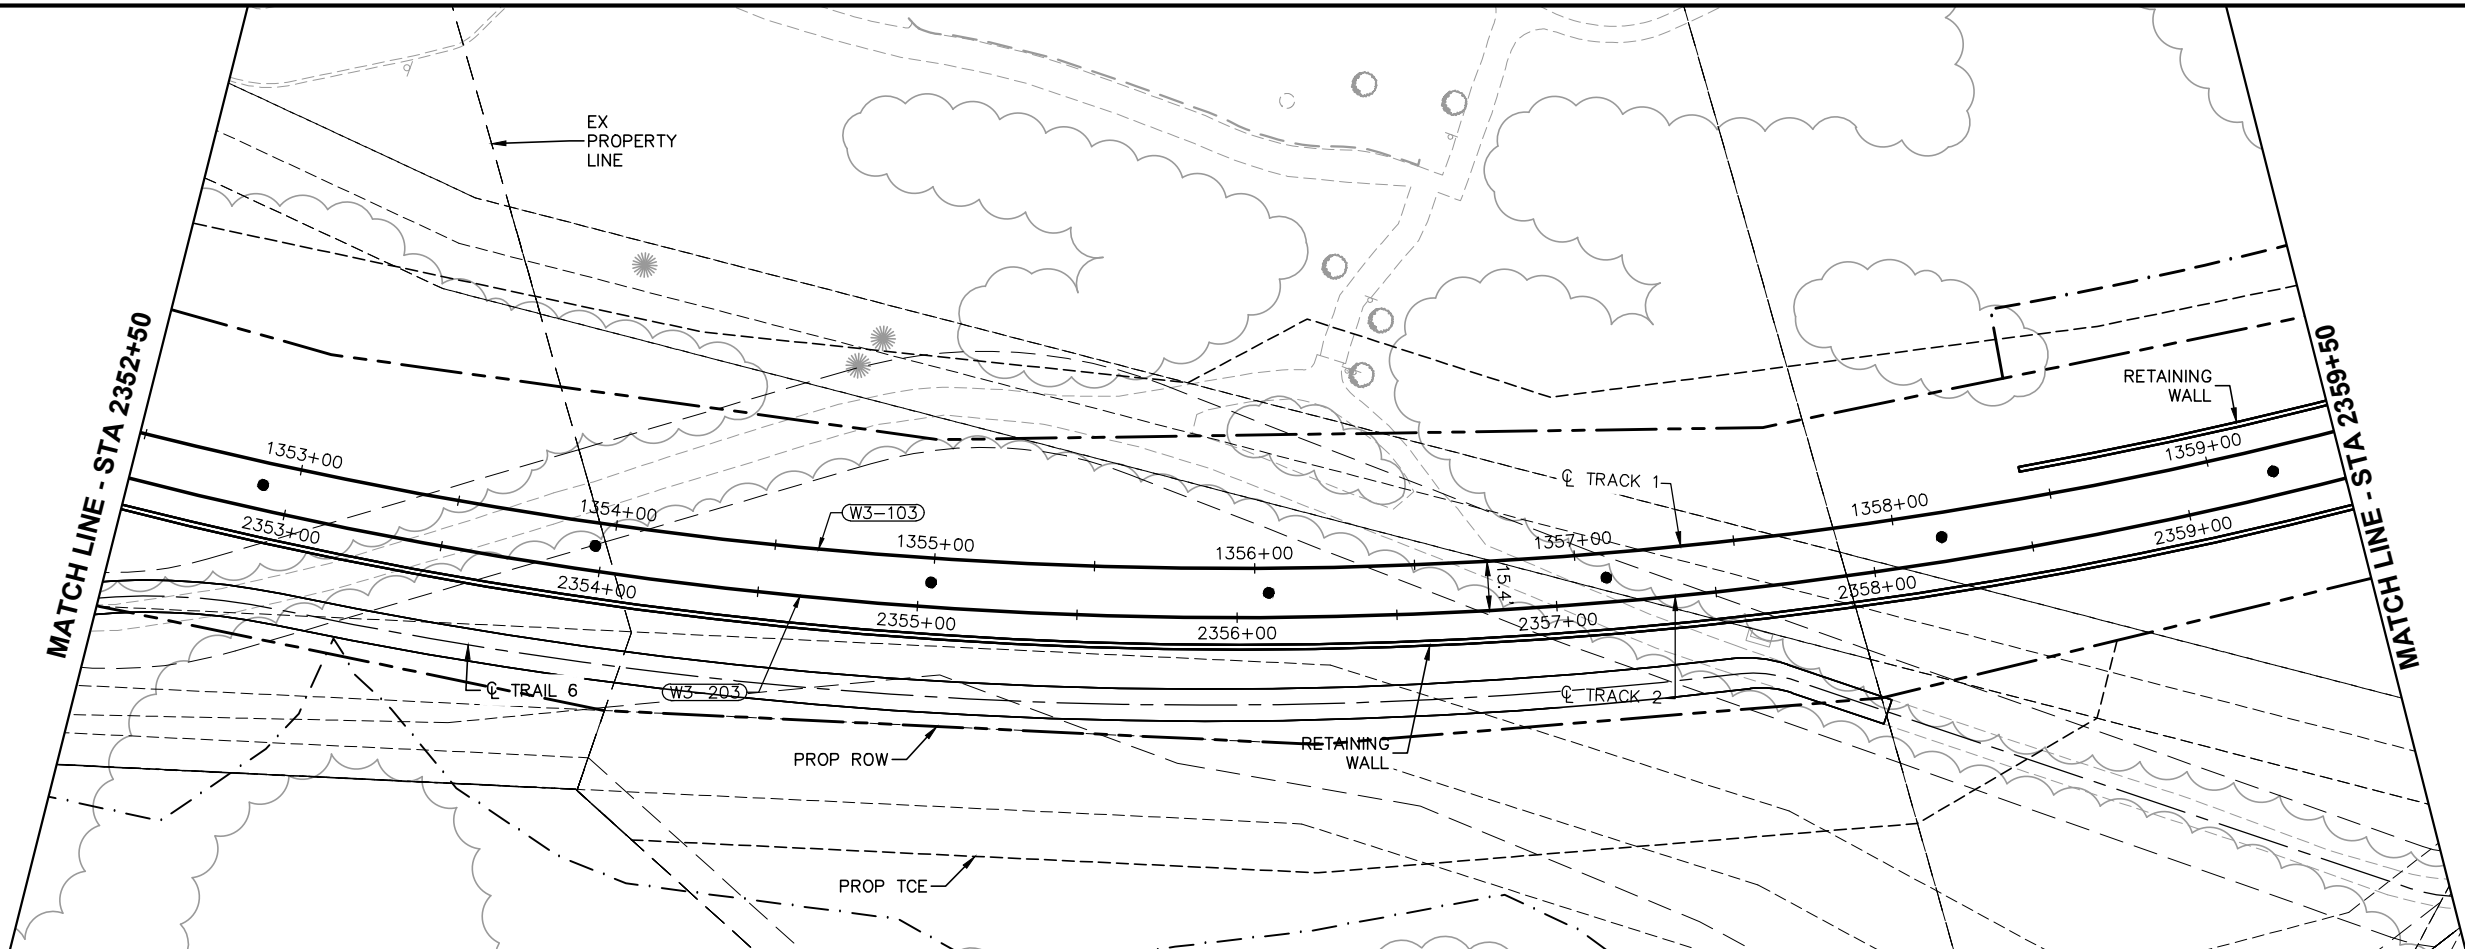 EX
PROPERTY
LINE
MATCH LINE - STA 2352+50
MATCH LINE - STA 2359+50
RETAINING
WALL
1353+00
1354+00
1355+00
1356+00
1357+00
1358+00
1359+00
W3-103
℄ TRACK 1
15.4'
2353+00
2354+00
2355+00
2356+00
2357+00
2358+00
2359+00
℄ TRAIL 6
W3-203
℄ TRACK 2
PROP ROW
RETAINING
WALL
PROP TCE